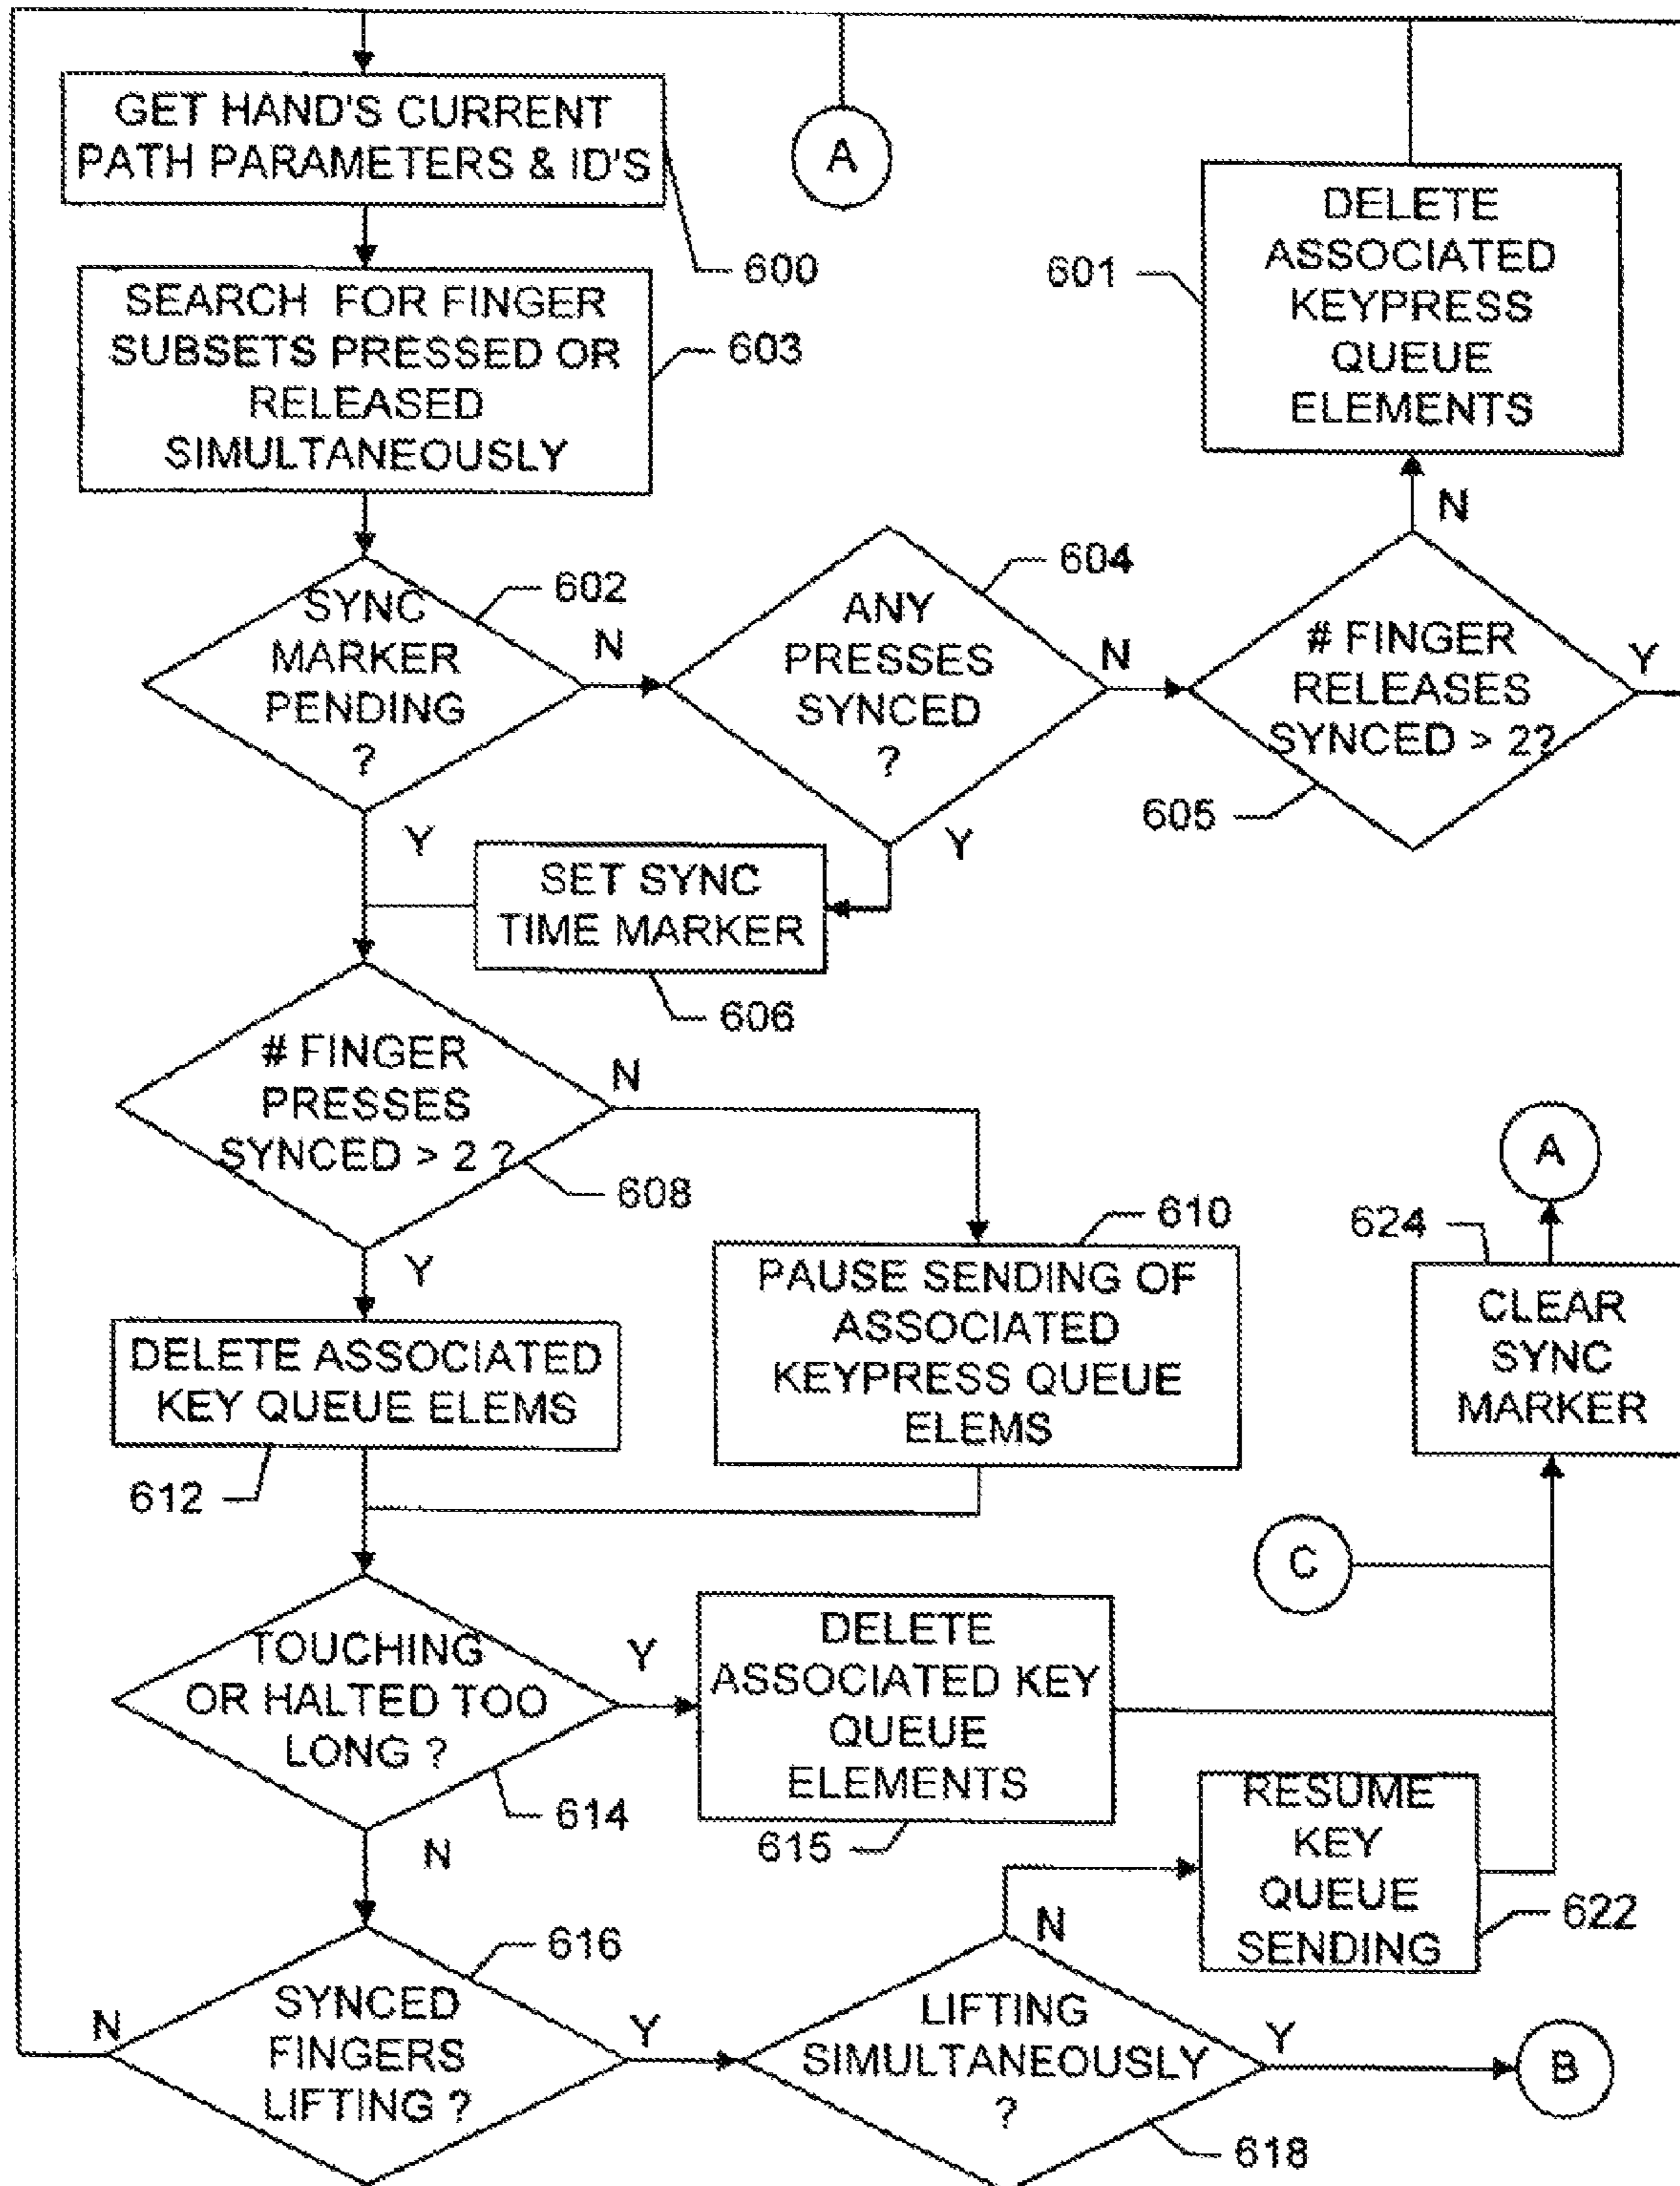 GET HAND'S CURRENT
PATH PARAMETERS & ID'S
600
A
SEARCH FOR FINGER
SUBSETS PRESSED OR
RELEASED
SIMULTANEOUSLY
603
601
DELETE
ASSOCIATED
KEYPRESS
QUEUE
ELEMENTS
N
SYNC
MARKER
PENDING
?
602
N
Y
ANY
PRESSES
SYNCED
?
604
N
Y
# FINGER
RELEASES
SYNCED > 2?
605
Y
SET SYNC
TIME MARKER
606
# FINGER
PRESSES
SYNCED > 2 ?
608
N
Y
610
PAUSE SENDING OF
ASSOCIATED
KEYPRESS QUEUE
ELEMS
DELETE ASSOCIATED
KEY QUEUE ELEMS
612
A
624
CLEAR
SYNC
MARKER
C
TOUCHING
OR HALTED TOO
LONG ?
614
Y
N
DELETE
ASSOCIATED KEY
QUEUE
ELEMENTS
615
RESUME
KEY
QUEUE
SENDING
622
SYNCED
FINGERS
LIFTING ?
616
N
Y
LIFTING
SIMULTANEOUSLY
?
618
N
Y
B